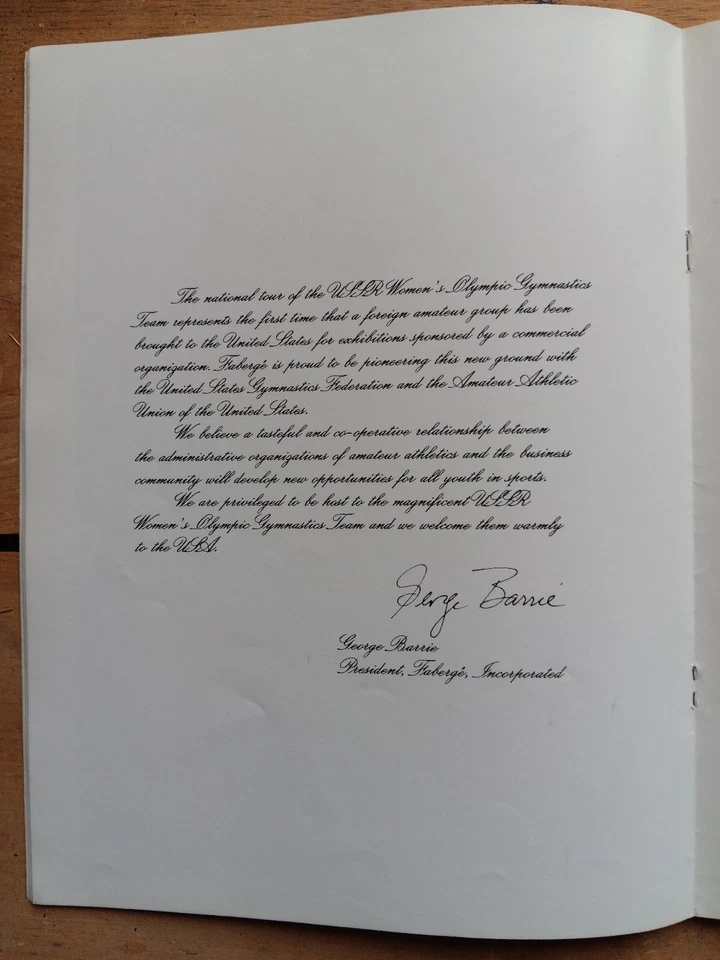 The national tour of the USSR Women's Olympic Gymnastics
Team represents the first time that a foreign amateur group has been
brought to the United States for exhibitions sponsored by a commercial
organization. Fabergé is proud to be pioneering this new ground with
the United States Gymnastics Federation and the Amateur Athletic
Union of the United States.
We believe a tasteful and co-operative relationship between
the administrative organizations of amateur athletics and the business
community will develop new opportunities for all youth in sports.
We are privileged to be host to the magnificent USSR
Women's Olympic Gymnastics Team and we welcome them warmly
to the USA.
George Barrie
George Barrie
President, Fabergé, Incorporated